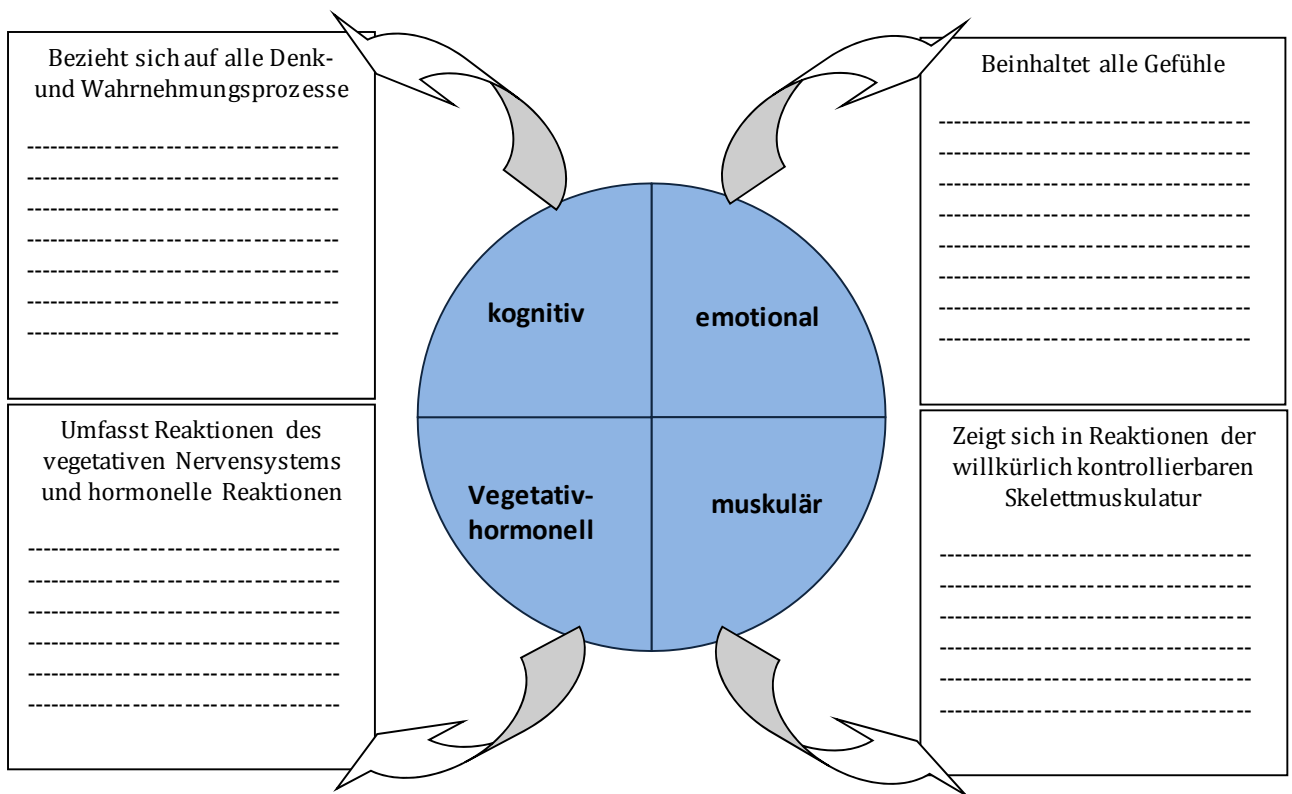 Bezieht sich auf alle Denk-
und Wahrnehmungsprozesse
Beinhaltet alle Gefühle
kognitiv
emotional
Vegetativ-
hormonell
muskulär
Umfasst Reaktionen des
vegetativen Nervensystems
und hormonelle Reaktionen
Zeigt sich in Reaktionen der
willkürlich kontrollierbaren
Skelettmuskulatur